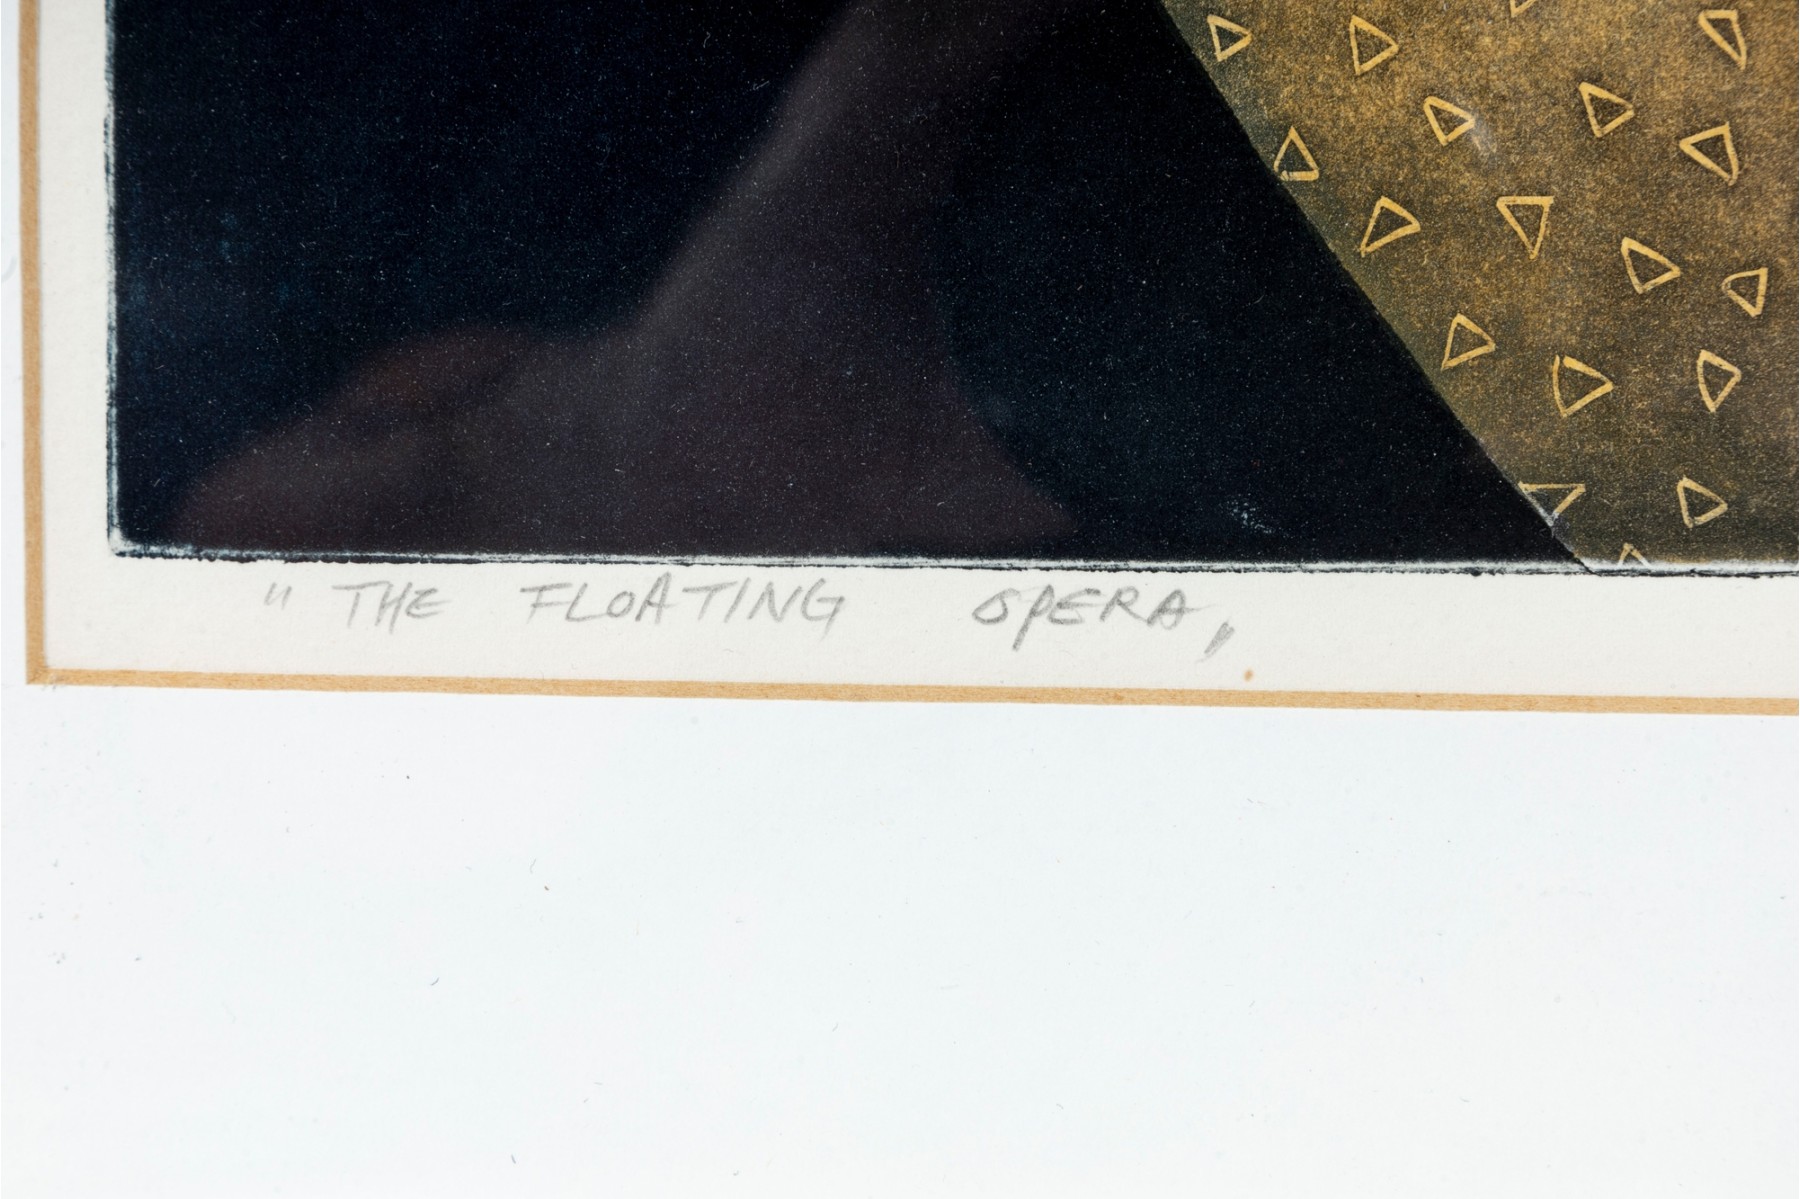 " THE FLOATING OPERA,